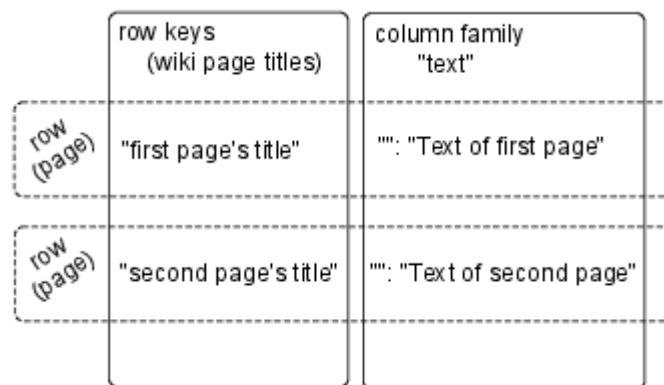 row keys
(wiki page titles)
column family
"text"
row
(page)
"first page's title"
"": "Text of first page"
row
(page)
"second page's title"
"": "Text of second page"